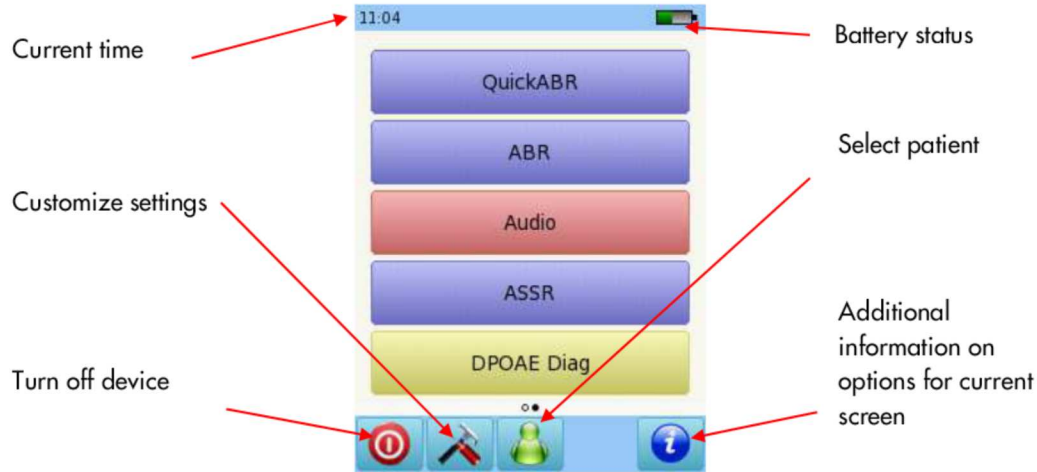 11:04
Current time
Battery status
QuickABR
ABR
Select patient
Customize settings
Audio
ASSR
Additional
information on
options for current
screen
DPOAE Diag
Turn off device